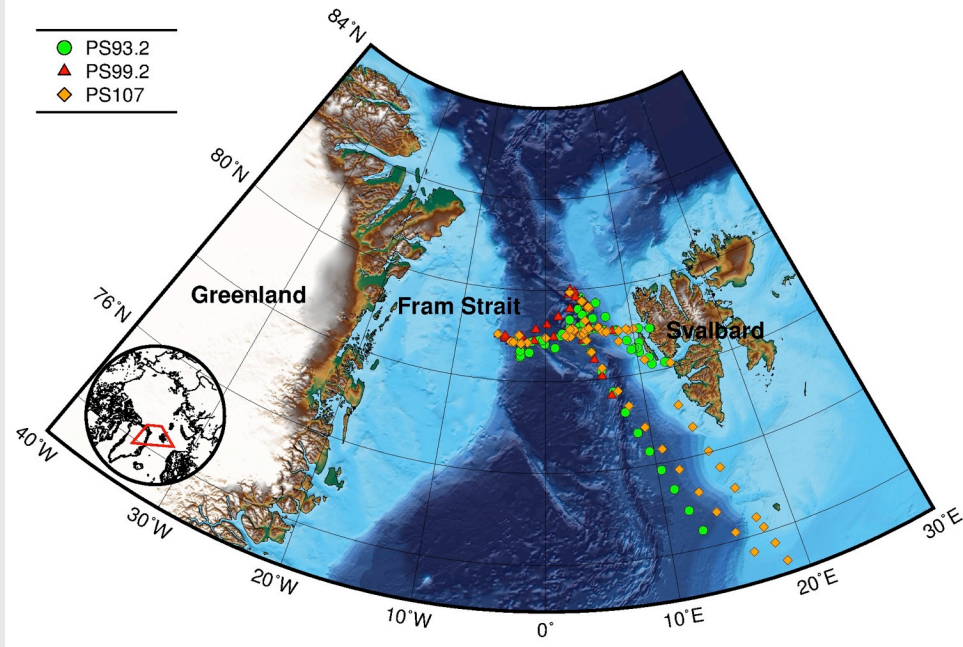 PS93.2
PS99.2
PS107
84°N
80°N
76°N
40°W
30°W
20°W
10°W
0°
10°E
20°E
30°E
Greenland
Fram Strait
Svalbard